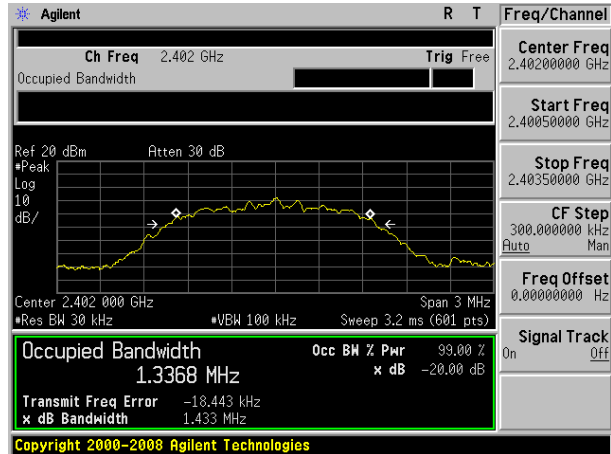 Agilent R T Freq/Channel
Ch Freq 2.402 GHz Trig Free
Occupied Bandwidth
Center Freq
2.40200000 GHz
Start Freq
2.40050000 GHz
Stop Freq
2.40350000 GHz
CF Step
300.000000 kHz
Auto Man
Freq Offset
0.00000000 Hz
Signal Track
On Off
Ref 20 dBm Atten 30 dB
#Peak
Log
10
dB/
Center 2.402 000 GHz Span 3 MHz
#Res BW 30 kHz #VBW 100 kHz Sweep 3.2 ms (601 pts)
Occupied Bandwidth Occ BW % Pwr 99.00 %
1.3368 MHz x dB -20.00 dB
Transmit Freq Error -18.443 kHz
x dB Bandwidth 1.433 MHz
Copyright 2000-2008 Agilent Technologies